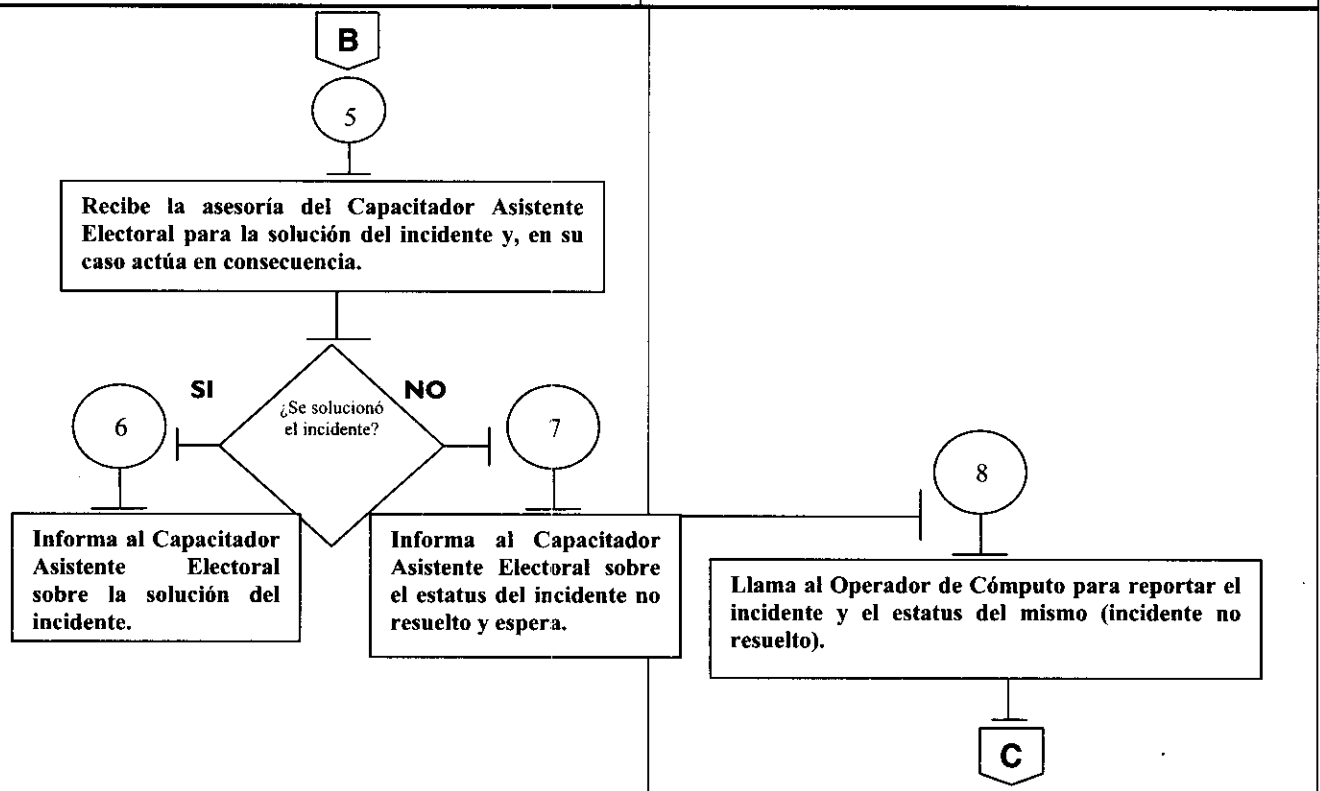 B
5
Recibe la asesoría del Capacitador Asistente
Electoral para la solución del incidente y, en su
caso actúa en consecuencia.
SI
NO
¿Se solucionó
el incidente?
6
7
8
Informa al Capacitador
Asistente Electoral
sobre la solución del
incidente.
Informa al Capacitador
Asistente Electoral sobre
el estatus del incidente no
resuelto y espera.
Llama al Operador de Cómputo para reportar el
incidente y el estatus del mismo (incidente no
resuelto).
C